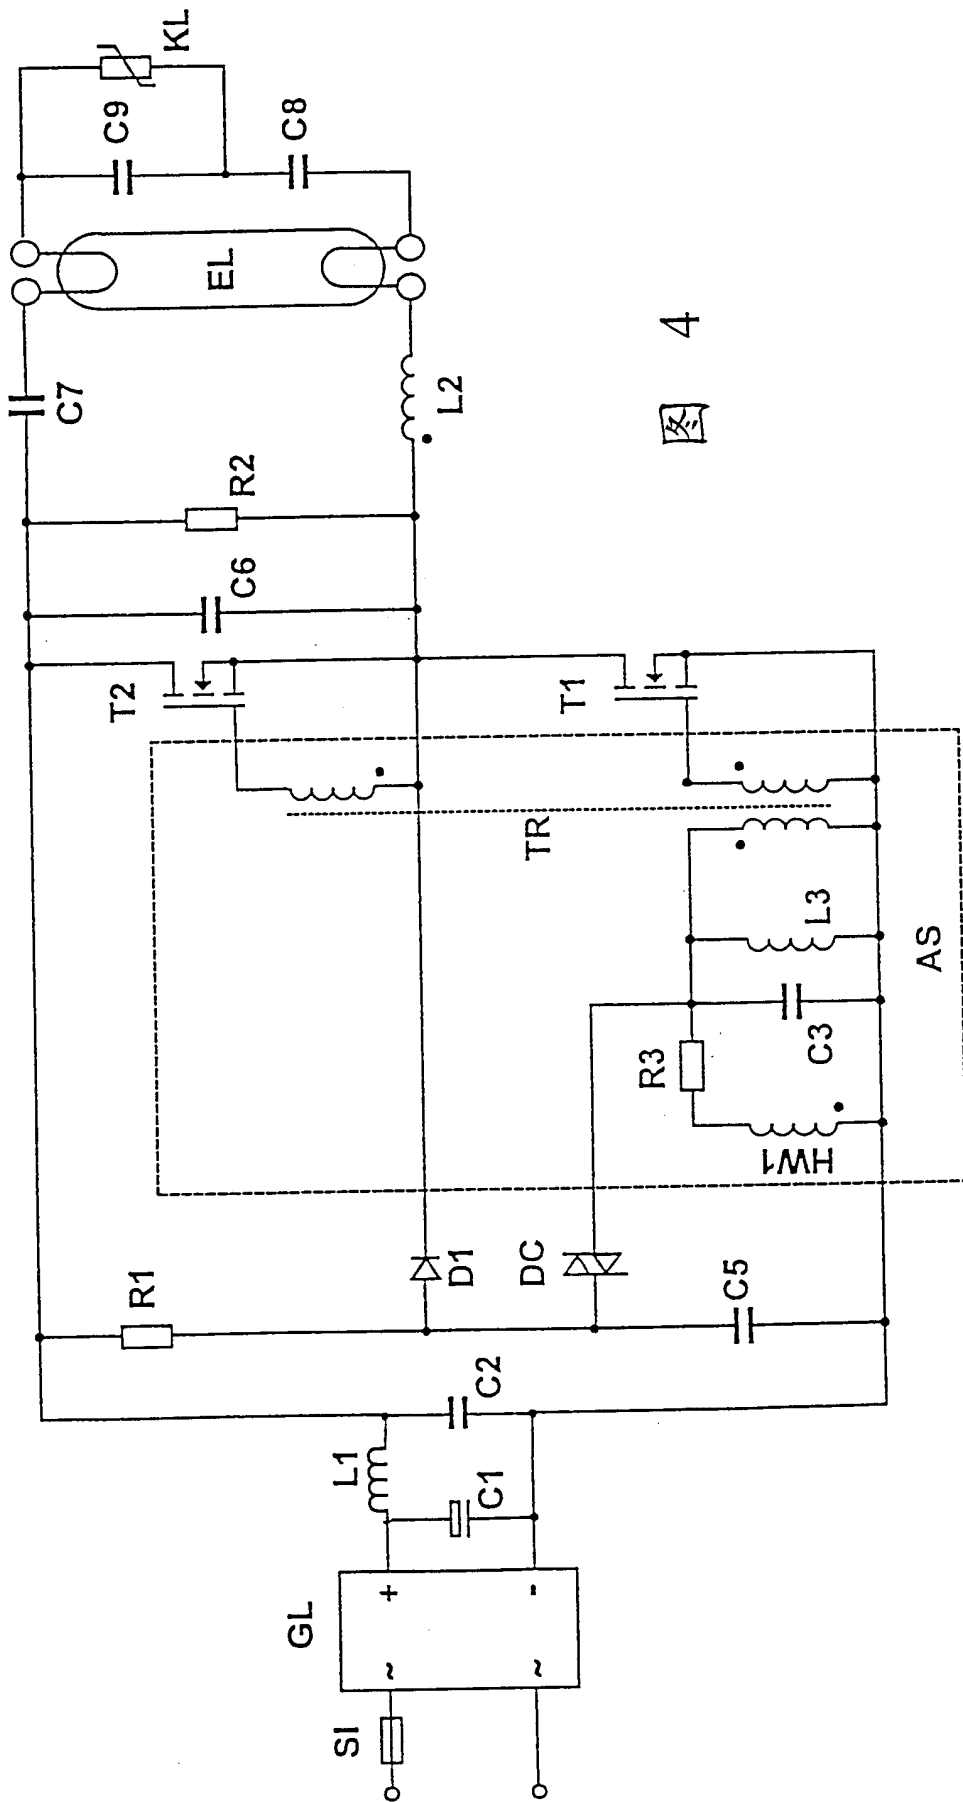 SI
GL
~
~
+
-
L1
C1
C2
R1
D1
DC
C5
HW1
R3
C3
L3
AS
TR
T2
T1
C6
R2
L2
C7
EL
C9
C8
KL
图 4